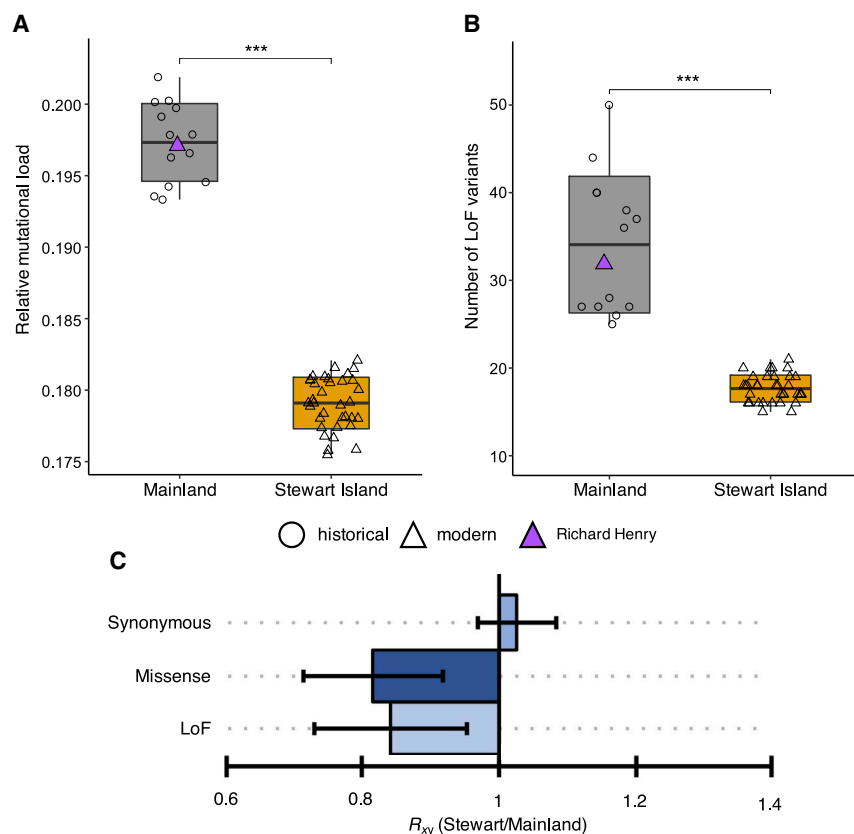 A
B
***
***
Relative mutational load
0.200
0.195
0.190
0.185
0.180
0.175
Mainland
Stewart Island
Number of LoF variants
50
40
30
20
10
Mainland
Stewart Island
historical
modern
Richard Henry
C
Synonymous
Missense
LoF
0.6
0.8
1
1.2
1.4
Rxy (Stewart/Mainland)